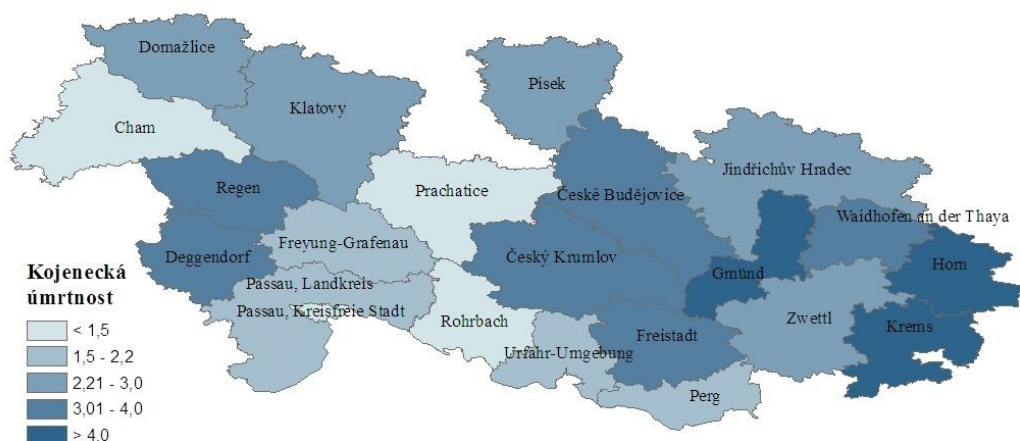 Domažlice
Písek
Klatovy
Cham
Jindřichův Hradec
Regen
Prachatice
České Budějovice
Waidhofen an der Thaya
Freyung-Grafenau
Deggendorf
Český Krumlov
Horn
Gmünd
Passau, Landkreis
Passau, Kreisfreie Stadt
Rohrbach
Zwettl
Krems
Freistadt
Urfahr-Umgebung
Perg
Kojenecká
úmrtnost
< 1,5
1,5 - 2,2
2,21 - 3,0
3,01 - 4,0
> 4,0